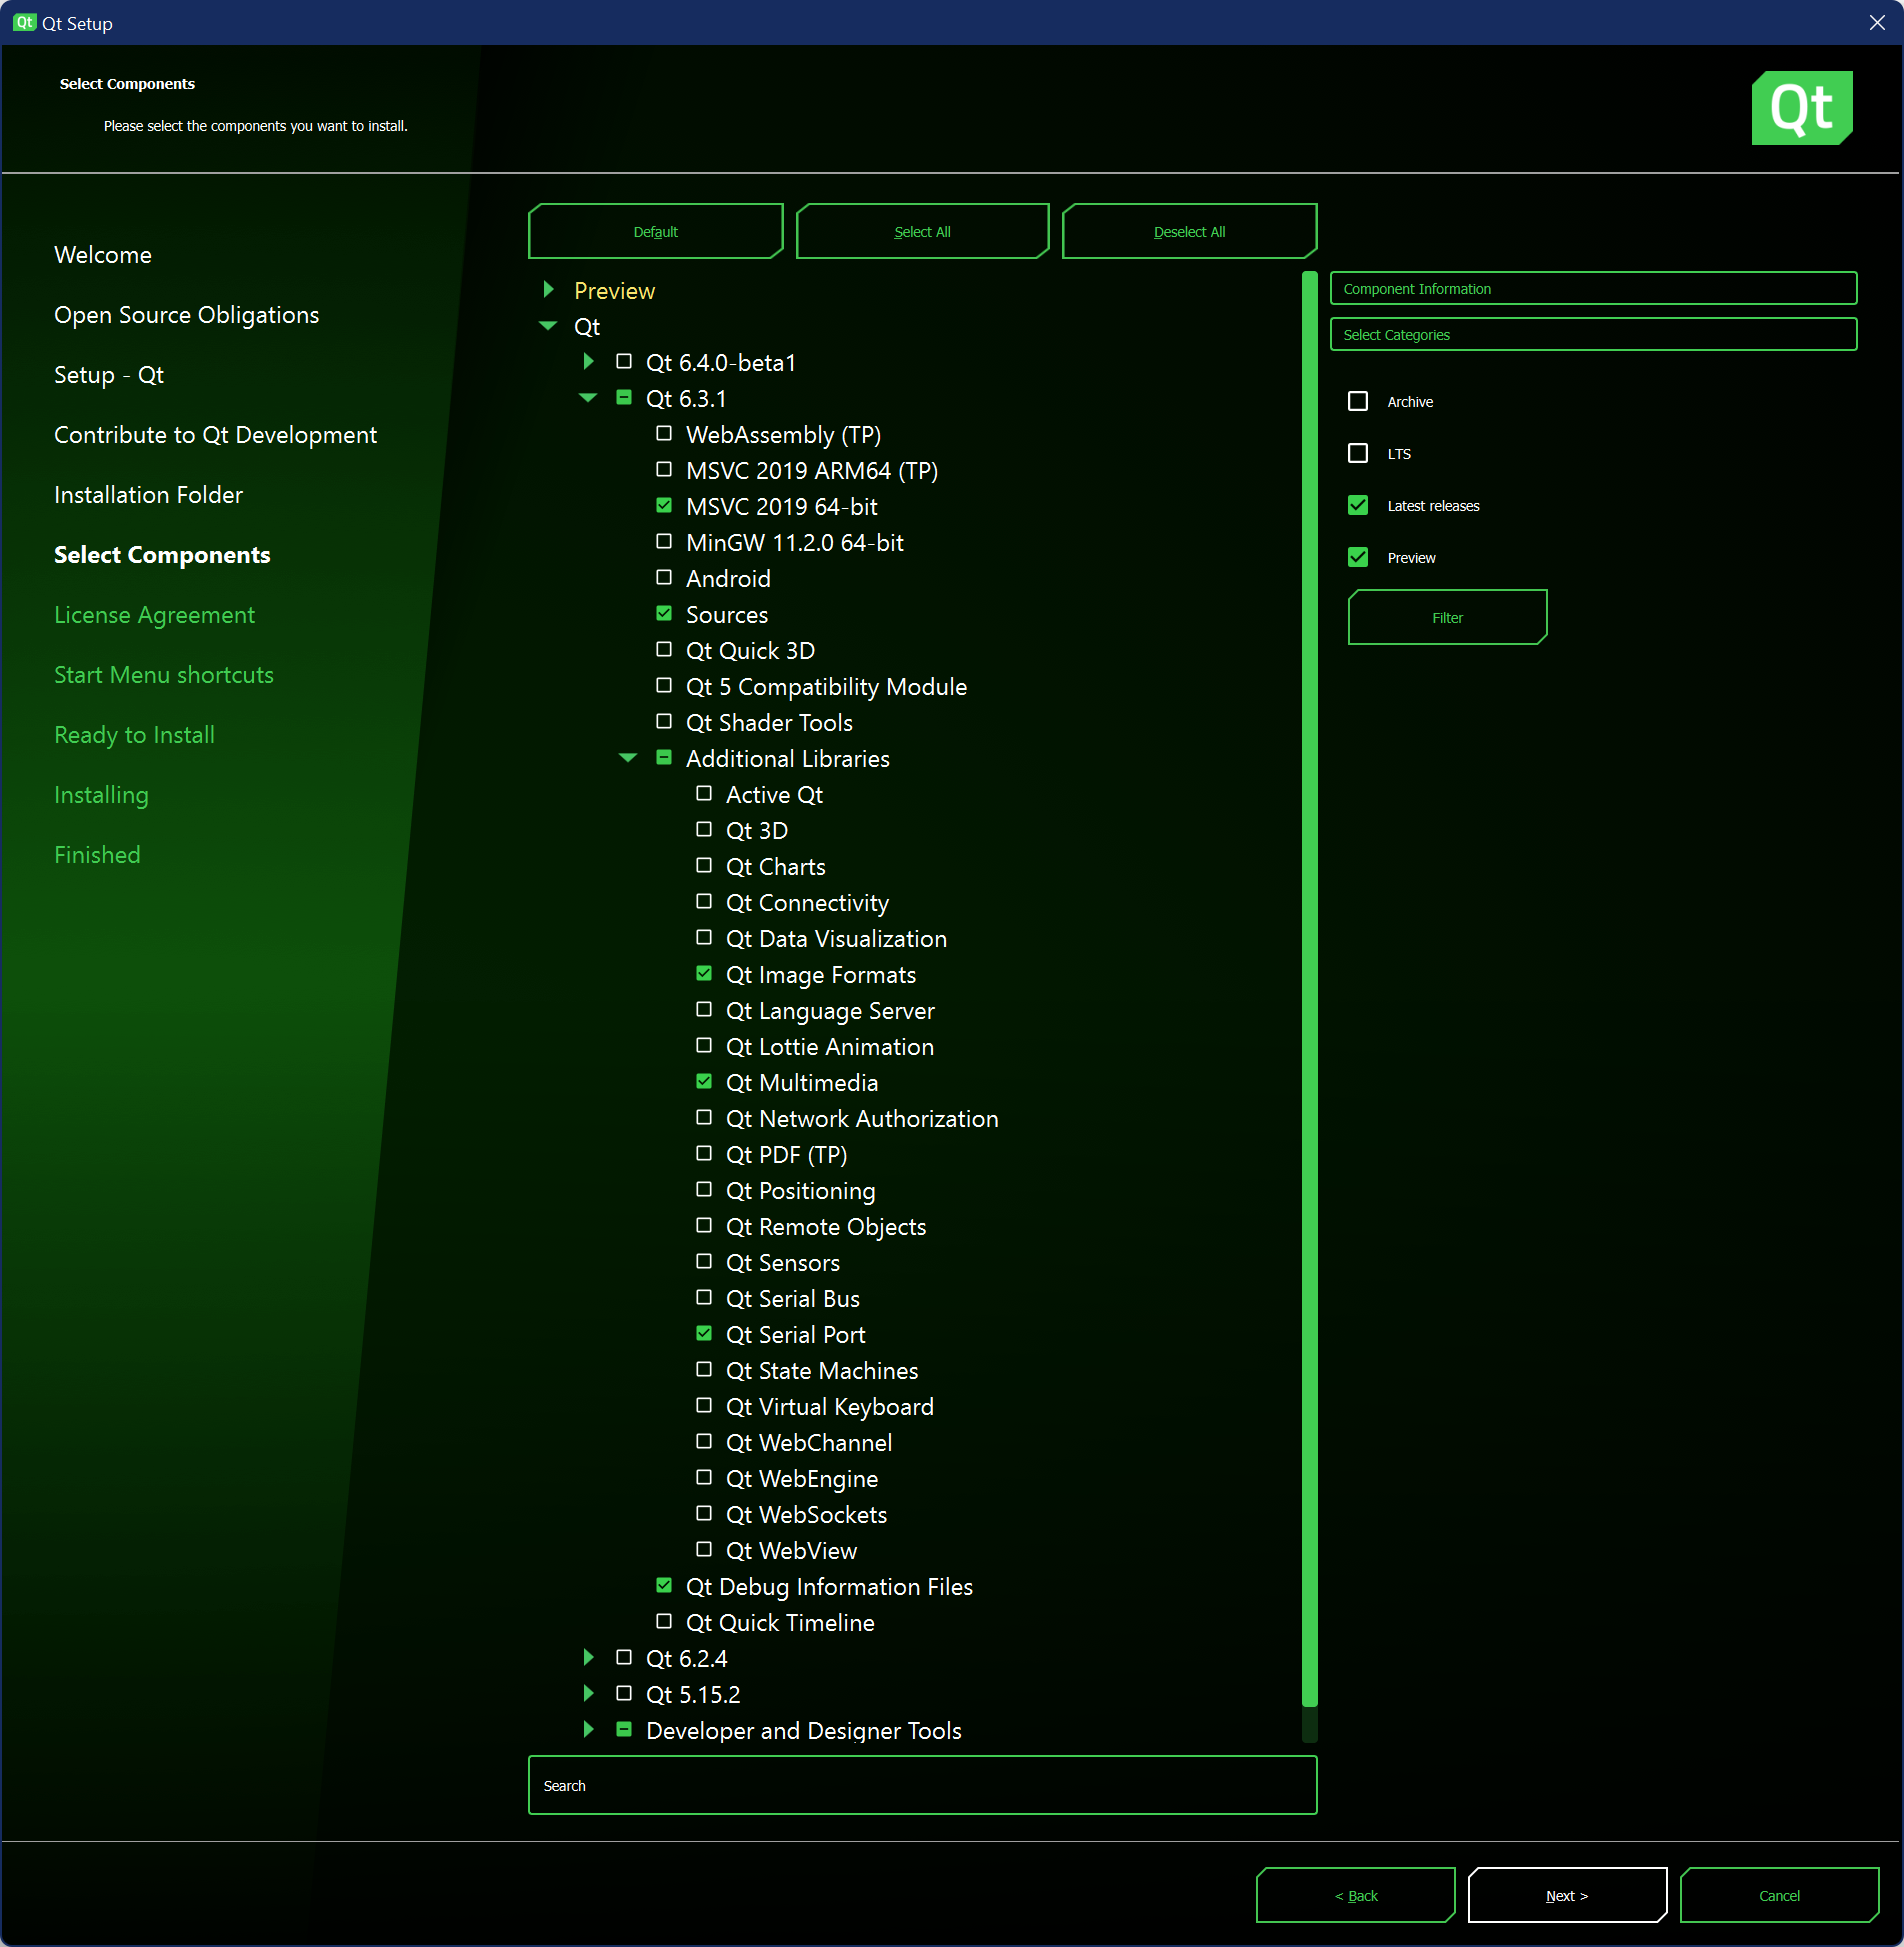 Qt Qt Setup
Select Components
Please select the components you want to install.
Qt
Welcome
Open Source Obligations
Setup - Qt
Contribute to Qt Development
Installation Folder
Select Components
License Agreement
Start Menu shortcuts
Ready to Install
Installing
Finished
Default Select All Deselect All
Preview
Qt
Qt 6.4.0-beta1
Qt 6.3.1
WebAssembly (TP)
MSVC 2019 ARM64 (TP)
MSVC 2019 64-bit
MinGW 11.2.0 64-bit
Android
Sources
Qt Quick 3D
Qt 5 Compatibility Module
Qt Shader Tools
Additional Libraries
Active Qt
Qt 3D
Qt Charts
Qt Connectivity
Qt Data Visualization
Qt Image Formats
Qt Language Server
Qt Lottie Animation
Qt Multimedia
Qt Network Authorization
Qt PDF (TP)
Qt Positioning
Qt Remote Objects
Qt Sensors
Qt Serial Bus
Qt Serial Port
Qt State Machines
Qt Virtual Keyboard
Qt WebChannel
Qt WebEngine
Qt WebSockets
Qt WebView
Qt Debug Information Files
Qt Quick Timeline
Qt 6.2.4
Qt 5.15.2
Developer and Designer Tools
Search
Component Information
Select Categories
Archive
LTS
Latest releases
Preview
Filter
< Back Next > Cancel